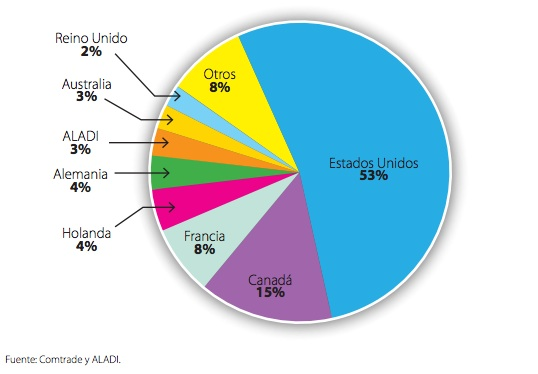 Reino Unido
2%
Otros
8%
Australia
3%
Estados Unidos
53%
ALADI
3%
Alemania
4%
Holanda
4%
Francia
8%
Canadá
15%
Fuente: Comtrade y ALADI.